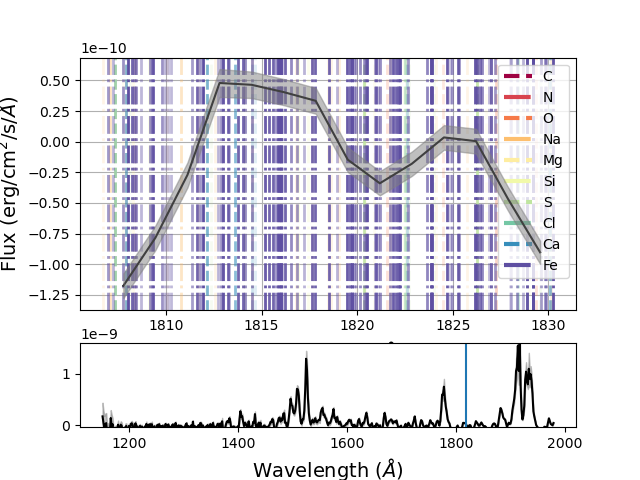 1e−10
Flux (erg/cm²/s/Å)
0.50
0.25
0.00
−0.25
−0.50
−0.75
−1.00
−1.25
C
N
O
Na
Mg
Si
S
Cl
Ca
Fe
1810 1815 1820 1825 1830
1e−9
1
0
1200 1400 1600 1800 2000
Wavelength (Å)